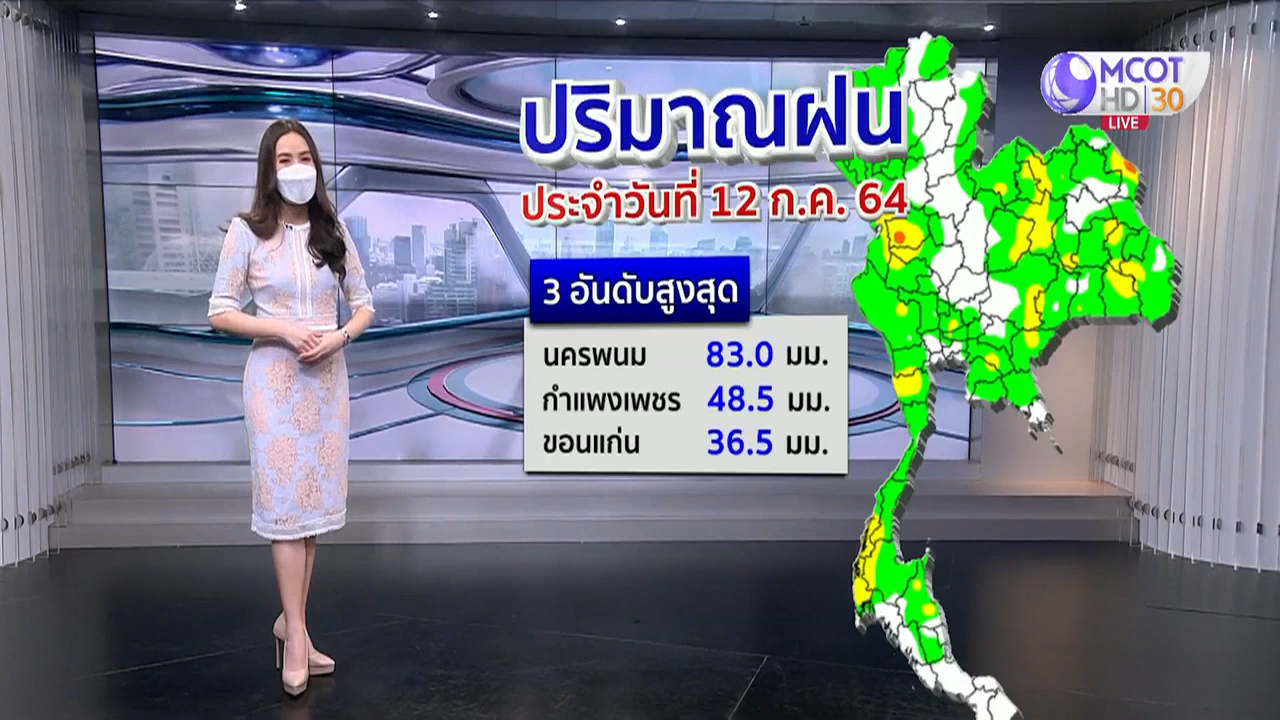 ปริมาณฝน
ประจำวันที่ 12 ก.ค. 64
3 อันดับสูงสุด
นครพนม 83.0 มม.
กำแพงเพชร 48.5 มม.
ขอนแก่น 36.5 มม.
MCOT
HD 30
LIVE